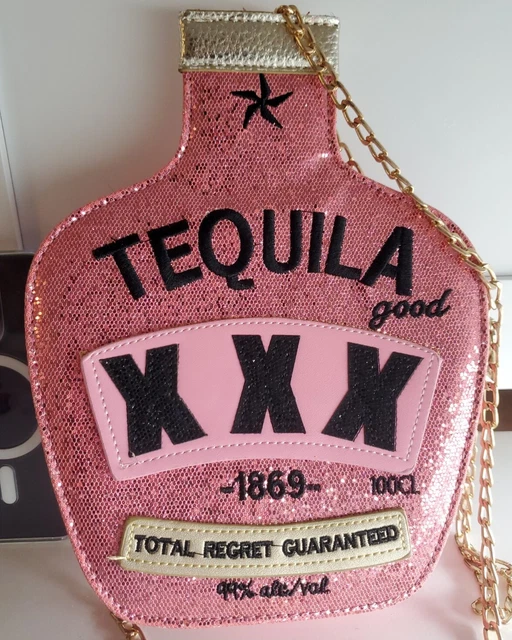 TEQUILA
good
XXX
-1869-
100CL.
TOTAL REGRET GUARANTEED
99% alc/vol.